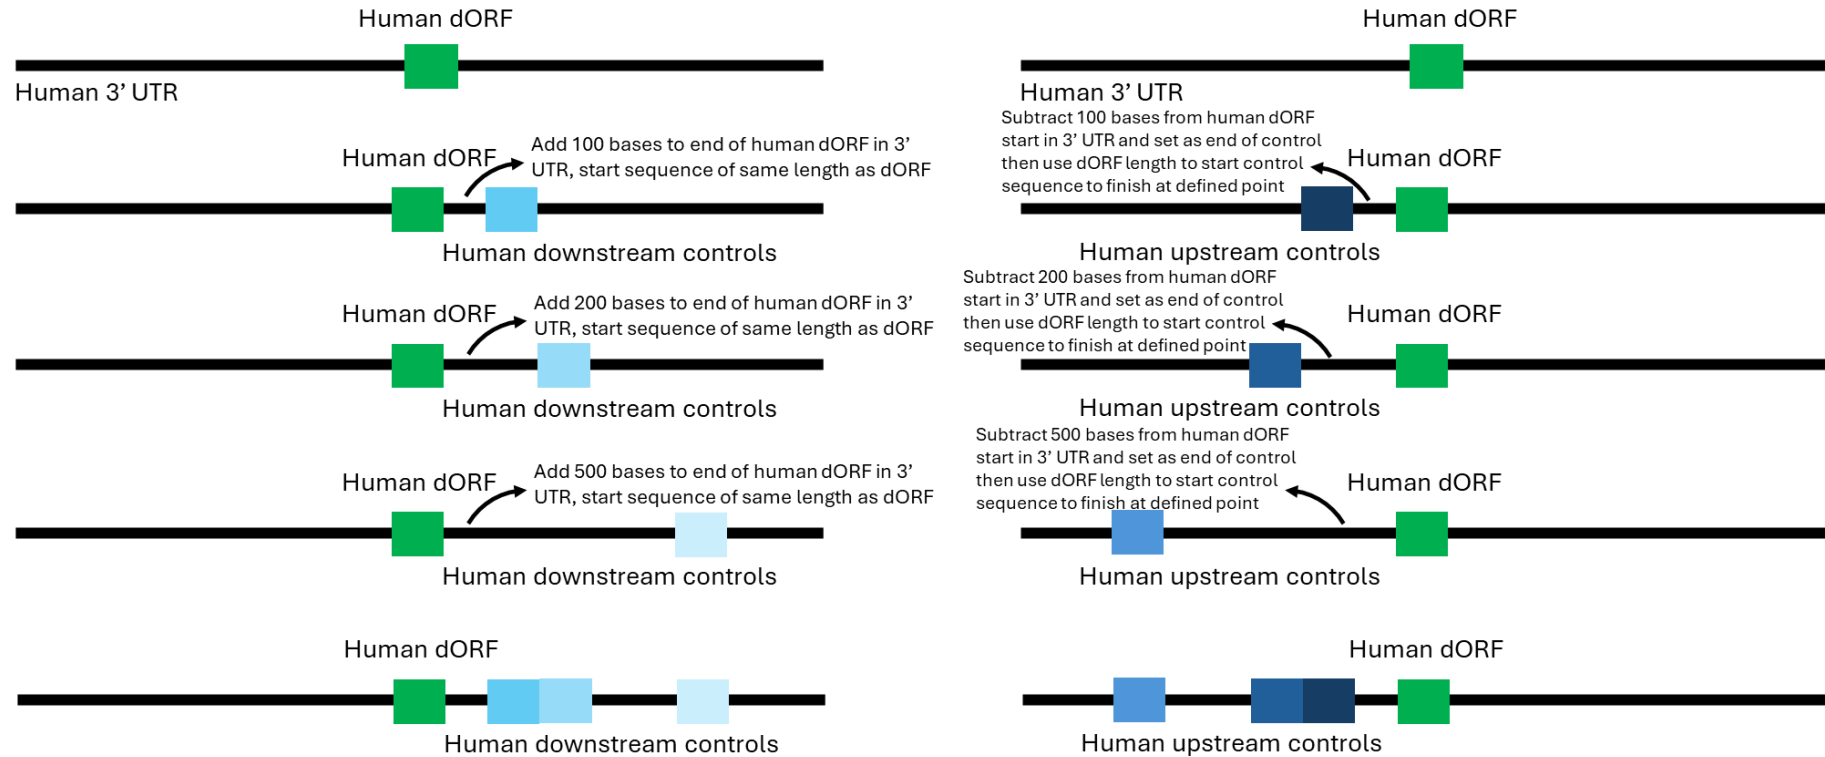 Human dORF
Human 3’ UTR
Human dORF
Add 100 bases to end of human dORF in 3’
UTR, start sequence of same length as dORF
Human downstream controls
Human dORF
Add 200 bases to end of human dORF in 3’
UTR, start sequence of same length as dORF
Human downstream controls
Human dORF
Add 500 bases to end of human dORF in 3’
UTR, start sequence of same length as dORF
Human downstream controls
Human dORF
Human downstream controls
Human dORF
Human 3’ UTR
Subtract 100 bases from human dORF
start in 3’ UTR and set as end of control
then use dORF length to start control
sequence to finish at defined point
Human dORF
Human upstream controls
Subtract 200 bases from human dORF
start in 3’ UTR and set as end of control
then use dORF length to start control
sequence to finish at defined point
Human dORF
Human upstream controls
Subtract 500 bases from human dORF
start in 3’ UTR and set as end of control
then use dORF length to start control
sequence to finish at defined point
Human dORF
Human upstream controls
Human dORF
Human upstream controls